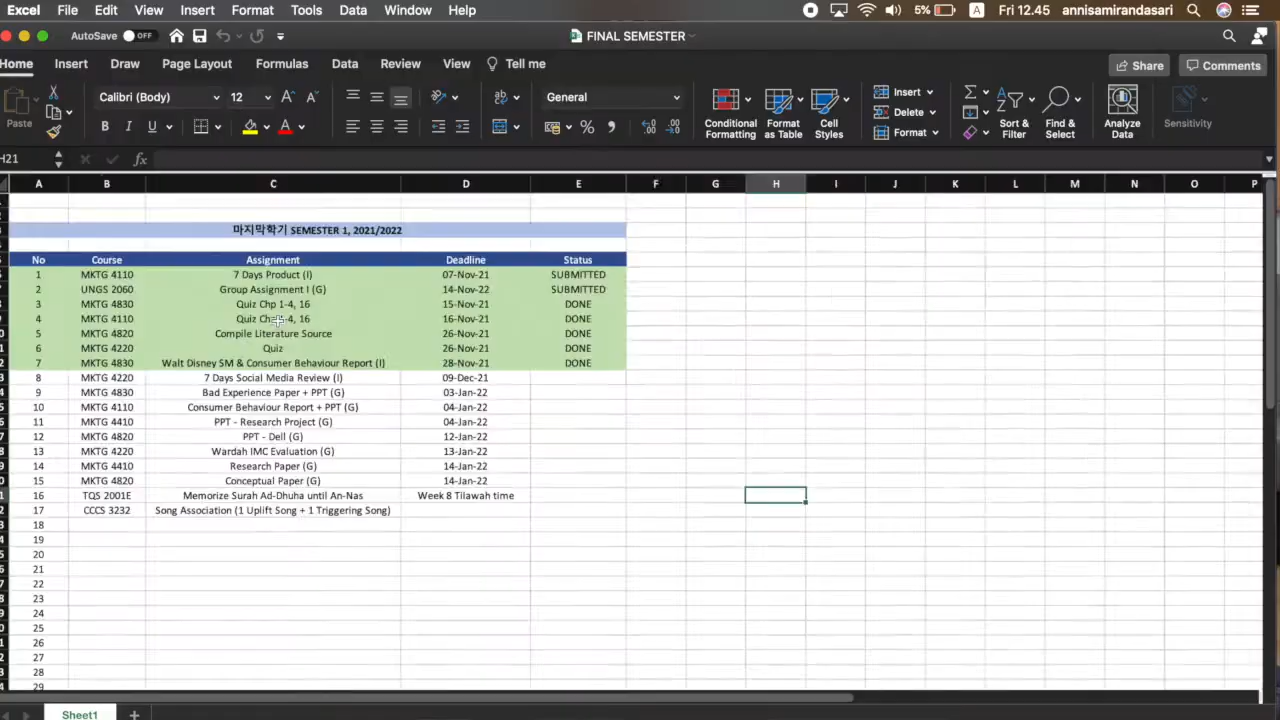 Excel File Edit View Insert Format Tools Data Window Help 5% A Fri 12.45 annisamirandasari
AutoSave OFF FINAL SEMESTER
Home Insert Draw Page Layout Formulas Data Review View Tell me Share Comments
Paste Calibri (Body) 12 A A ab General Insert Sort & Filter Find & Select Analyze Data Sensitivity
B I U A % Conditional Formatting Format as Table Cell Styles Delete Format
H21 fx
A B C D E F G H I J K L M N O P
마지막학기 SEMESTER 1, 2021/2022
No Course Assignment Deadline Status
1 MKTG 4110 7 Days Product (I) 07-Nov-21 SUBMITTED
2 UNGS 2060 Group Assignment I (G) 14-Nov-22 SUBMITTED
3 MKTG 4830 Quiz Chp 1-4, 16 15-Nov-21 DONE
4 MKTG 4110 Quiz Chp 1-4, 16 16-Nov-21 DONE
5 MKTG 4820 Compile Literature Source 26-Nov-21 DONE
6 MKTG 4220 Quiz 26-Nov-21 DONE
7 MKTG 4830 Walt Disney SM & Consumer Behaviour Report (I) 28-Nov-21 DONE
8 MKTG 4220 7 Days Social Media Review (I) 09-Dec-21
9 MKTG 4830 Bad Experience Paper + PPT (G) 03-Jan-22
10 MKTG 4110 Consumer Behaviour Report + PPT (G) 04-Jan-22
11 MKTG 4410 PPT - Research Project (G) 04-Jan-22
12 MKTG 4820 PPT - Dell (G) 12-Jan-22
13 MKTG 4220 Wardah IMC Evaluation (G) 13-Jan-22
14 MKTG 4410 Research Paper (G) 14-Jan-22
15 MKTG 4820 Conceptual Paper (G) 14-Jan-22
16 TQS 2001E Memorize Surah Ad-Dhuha until An-Nas Week 8 Tilawah time
17 CCCS 3232 Song Association (1 Uplift Song + 1 Triggering Song)
18
19
20
21
22
23
24
25
26
27
28
29
Sheet1